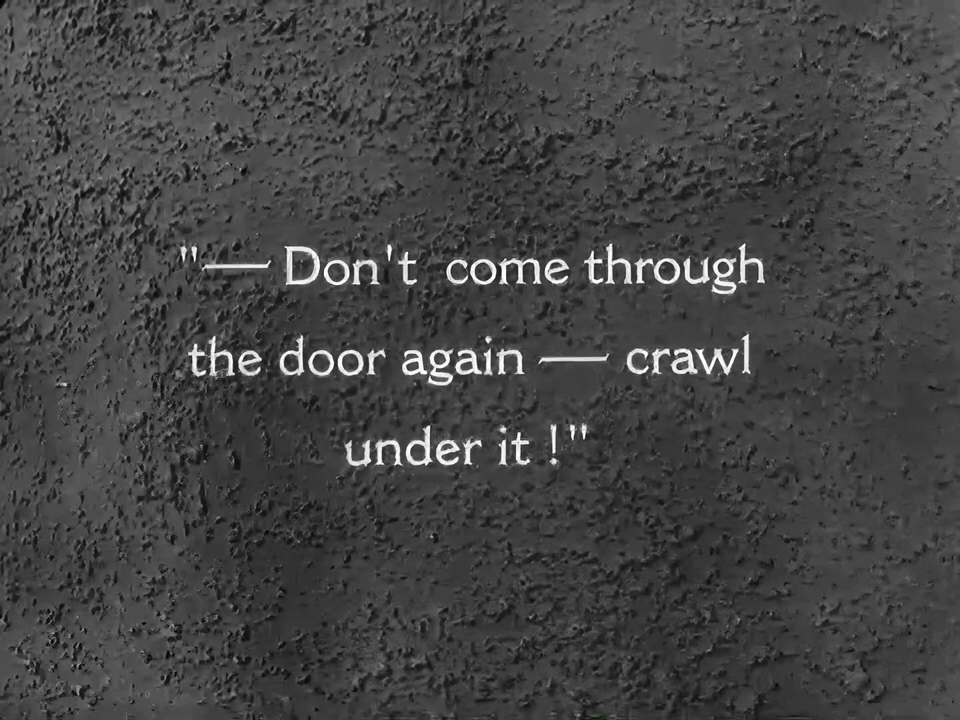 "— Don't come through
the door again — crawl
under it !"